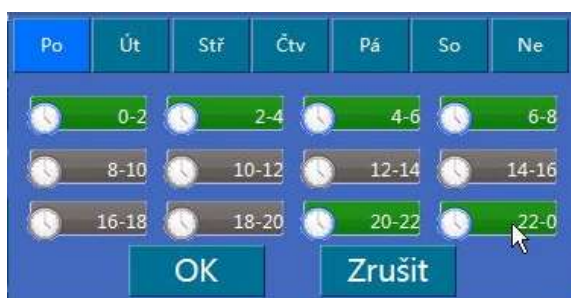 Po Út Stř Čtv Pá So Ne
0-2 2-4 4-6 6-8
8-10 10-12 12-14 14-16
16-18 18-20 20-22 22-0
OK Zrušit